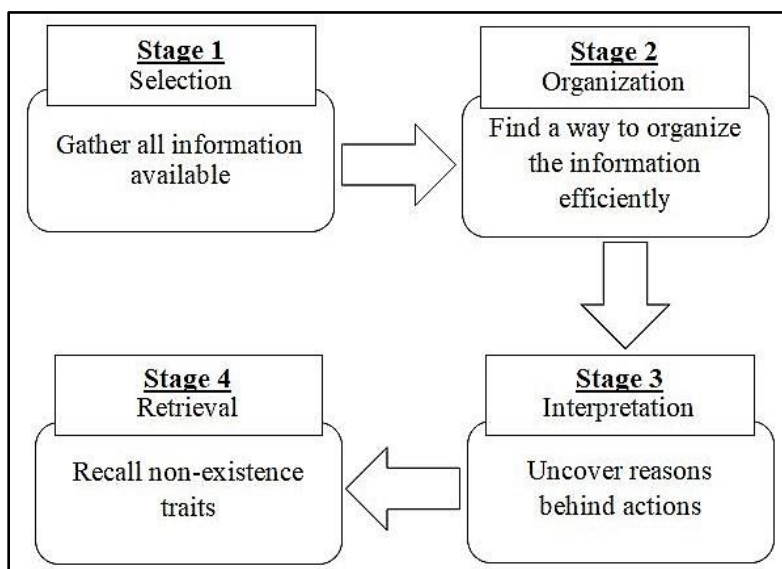 Stage 1
Selection
Gather all information
available
Stage 2
Organization
Find a way to organize
the information
efficiently
Stage 3
Interpretation
Uncover reasons
behind actions
Stage 4
Retrieval
Recall non-existence
traits